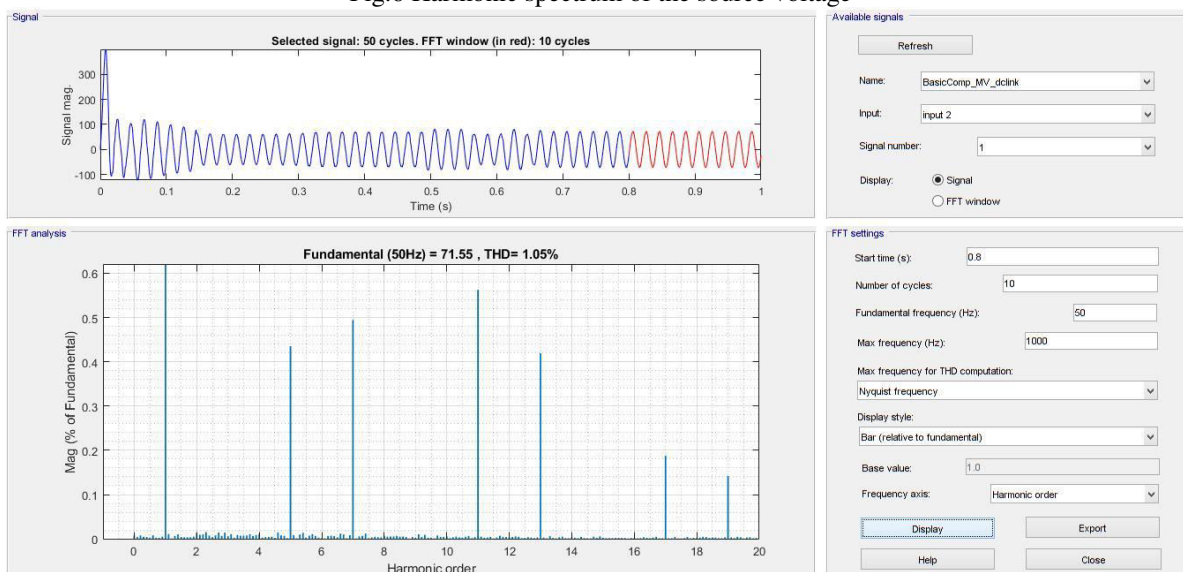 Fig.6 Harmonic spectrum of the source voltage
Signal
Selected signal: 50 cycles. FFT window (in red): 10 cycles
Signal mag.
300
200
100
0
-100
0
0.1
0.2
0.3
0.4
0.5
0.6
0.7
0.8
0.9
1
Time (s)
Available signals
Refresh
Name:
BasicComp_MV_dclink
Input:
input 2
Signal number:
1
Display:
Signal
FFT window
FFT analysis
Fundamental (50Hz) = 71.55 , THD= 1.05%
Mag (% of Fundamental)
0.6
0.5
0.4
0.3
0.2
0.1
0
0
2
4
6
8
10
12
14
16
18
20
Harmonic order
FFT settings
Start time (s):
0.8
Number of cycles:
10
Fundamental frequency (Hz):
50
Max frequency (Hz):
1000
Max frequency for THD computation:
Nyquist frequency
Display style:
Bar (relative to fundamental)
Base value:
1.0
Frequency axis:
Harmonic order
Display
Export
Help
Close